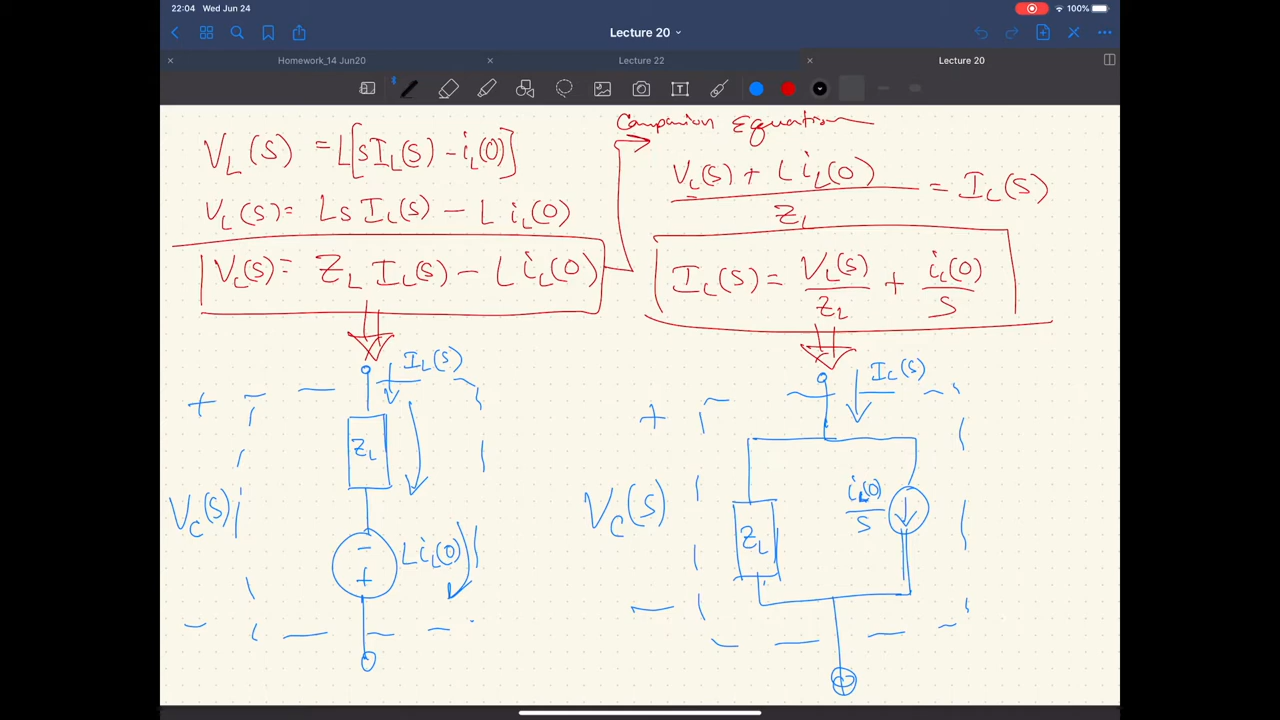 22:04 Wed Jun 24
100%
Lecture 20
Homework_14 Jun20
Lecture 22
Lecture 20
V_L(S) = L[sI_L(S) - i_L(0)]
V_L(S) = LsI_L(S) - Li_L(0)
V_L(S) = Z_L I_L(S) - Li_L(0)
Companion Equation
V_L(S) + Li_L(0) / Z_L = I_L(S)
I_L(S) = V_L(S)/Z_L + i_L(0)/S
I_L(S)
+
Z_L
V_C(S)
-
+
Li_L(0)
-
I_L(S)
+
V_C(S)
Z_L
i_L(0)/S
-